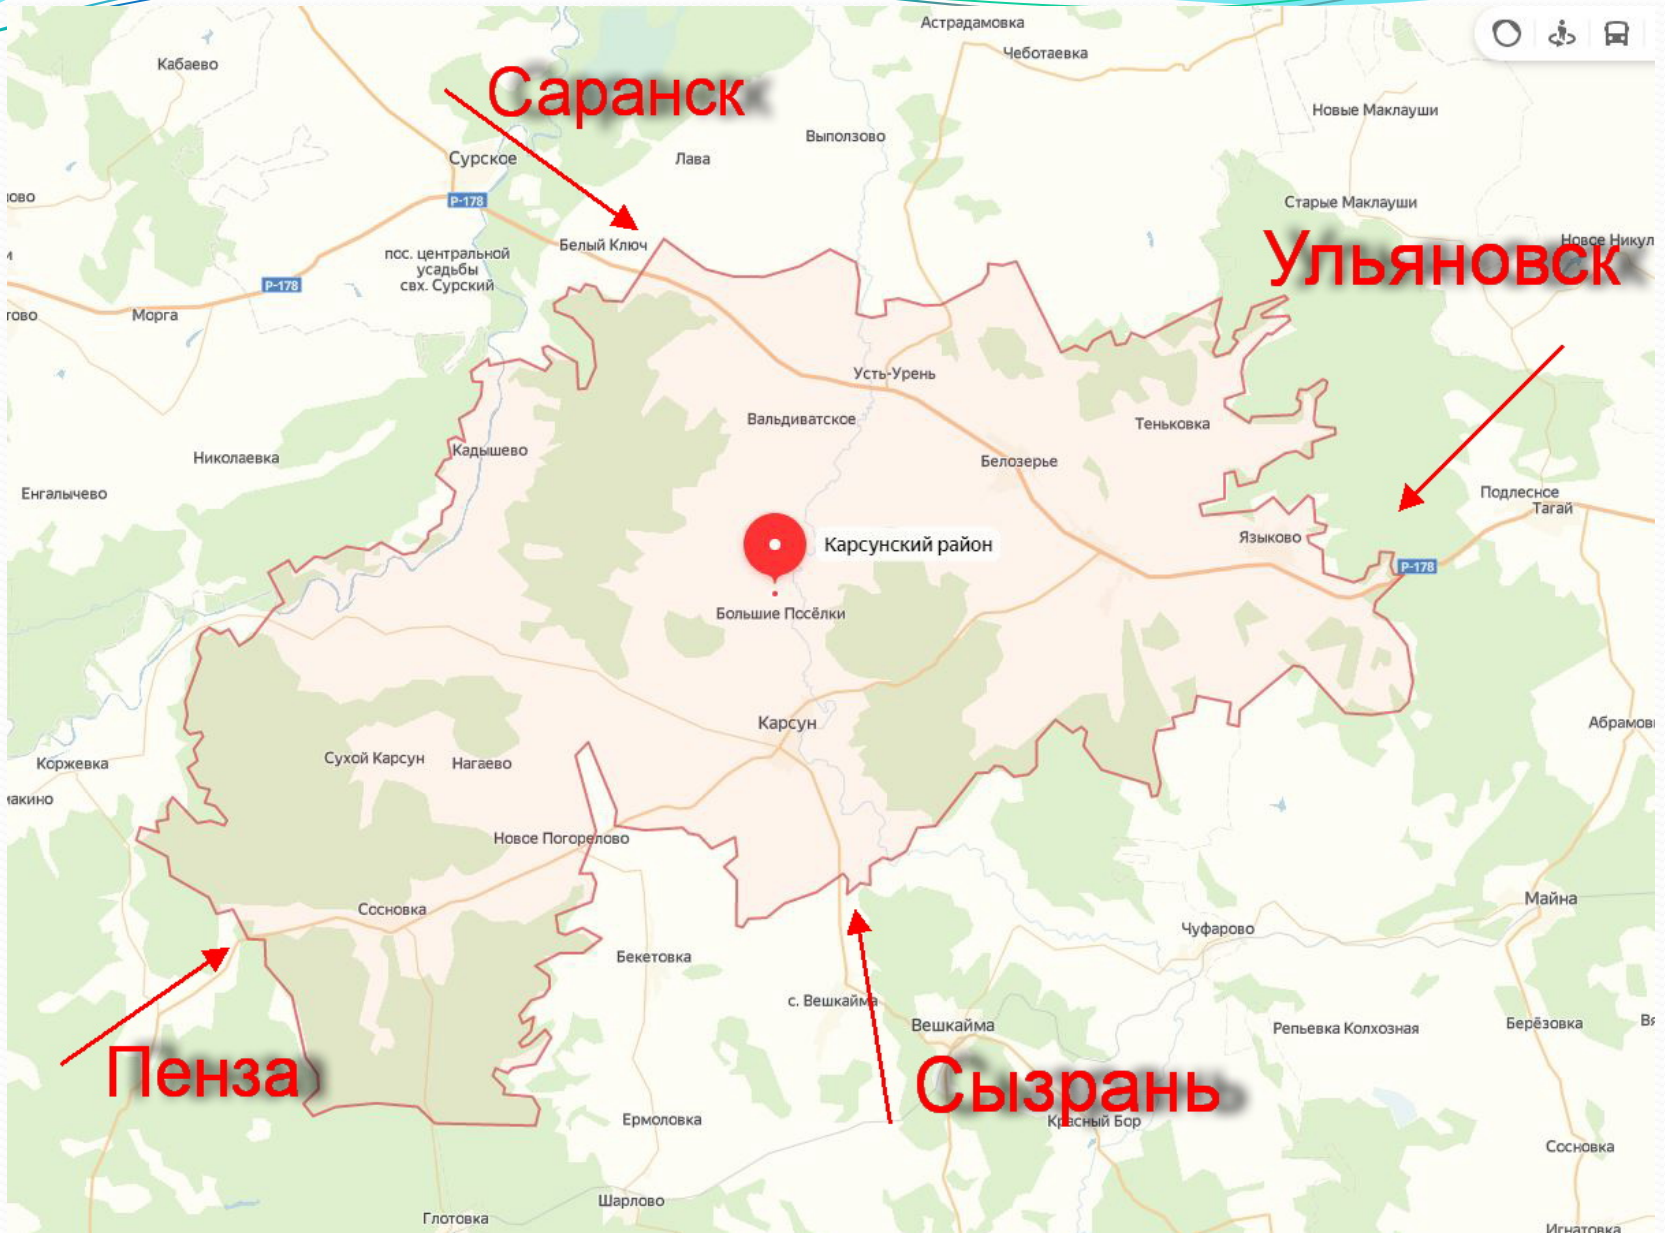 Астрадамовка
Чеботаевка
Кабаево
Саранск
Новые Маклауши
Выползово
Сурское
Лава
Р-178
Старые Маклауши
Белый Ключ
Новое Никул
Ульяновск
псс. центральной
усадьбы
свх. Сурский
Р-178
Морга
Усть-Урень
Вальдиватское
Теньковка
Кадышево
Николаевка
Белозерье
Енгалычево
Подлесное
Тагай
Языково
Карсунский район
Р-178
Большие Посёлки
Карсун
Абрамов
Сухой Карсун
Нагаево
Коржевка
Новое Погорелово
Майна
Сосновка
Чуфарово
Бекетовка
с. Вешкайма
Вешкайма
Репьевка Колхозная
Берёзовка
Пенза
Сызрань
Ермоловка
Красный Бор
Сосновка
Шарлово
Глотовка
Игнатовка